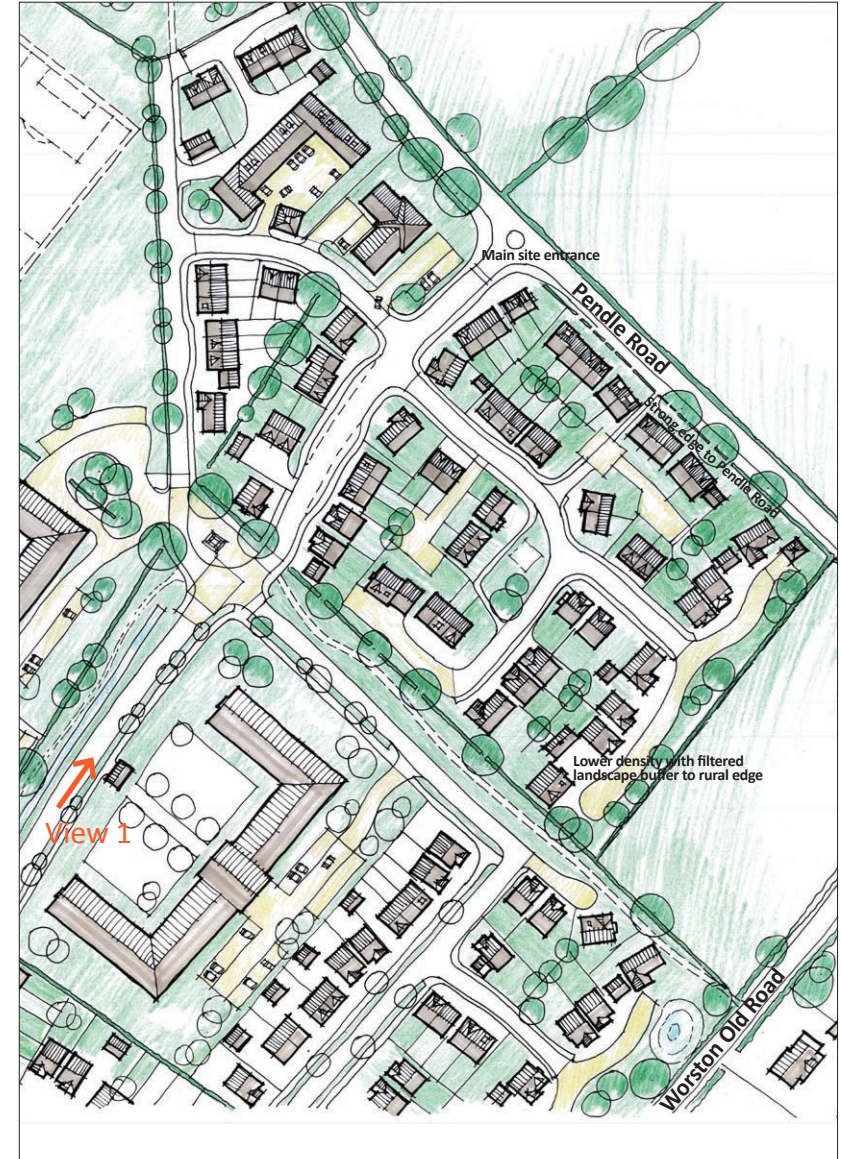 Main site entrance
Pendle Road
Strong edge to Pendle Road
Lower density with filtered
landscape buffer to rural edge
View 1
Worston Old Road